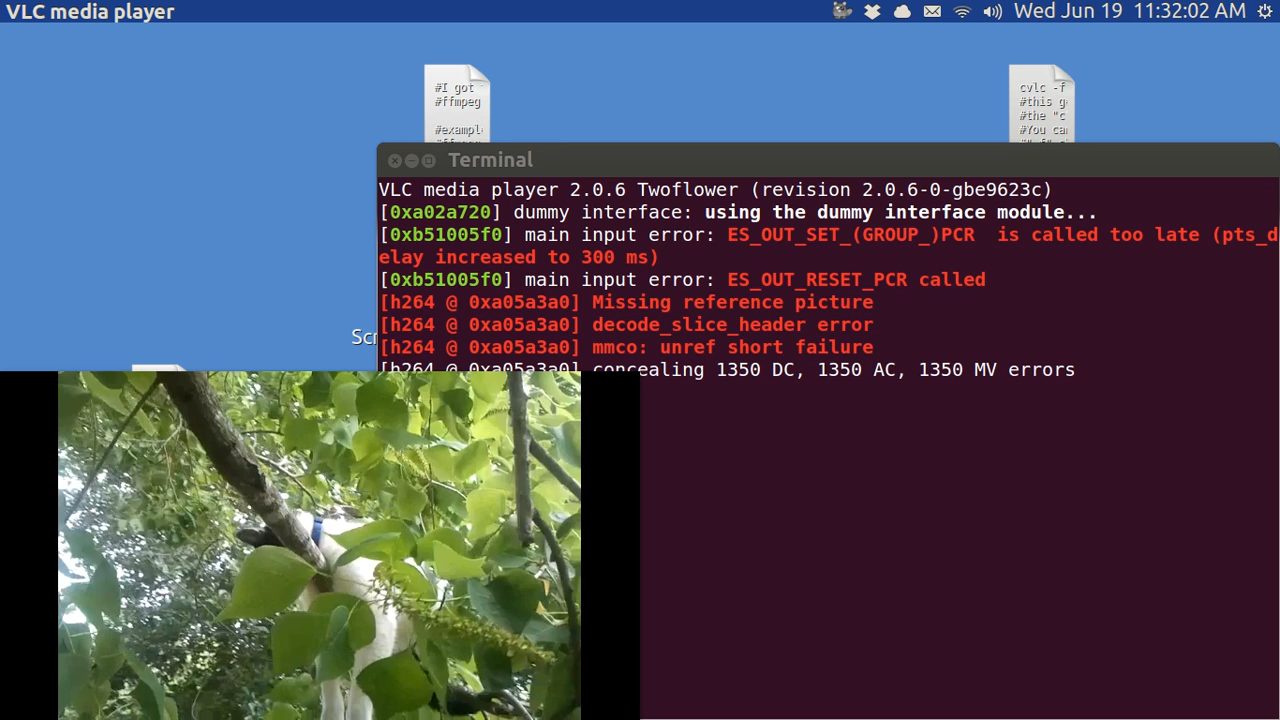 VLC media player
Wed Jun 19 11:32:02 AM
#I got
#ffmpeg
#exampl
cvlc -f
#this g
#the "c
#You ca
Terminal
VLC media player 2.0.6 Twoflower (revision 2.0.6-0-gbe9623c)
[0xa02a720] dummy interface: using the dummy interface module...
[0xb51005f0] main input error: ES_OUT_SET_(GROUP_)PCR  is called too late (pts_d
elay increased to 300 ms)
[0xb51005f0] main input error: ES_OUT_RESET_PCR called
[h264 @ 0xa05a3a0] Missing reference picture
[h264 @ 0xa05a3a0] decode_slice_header error
[h264 @ 0xa05a3a0] mmco: unref short failure
[h264 @ 0xa05a3a0] concealing 1350 DC, 1350 AC, 1350 MV errors
Scr